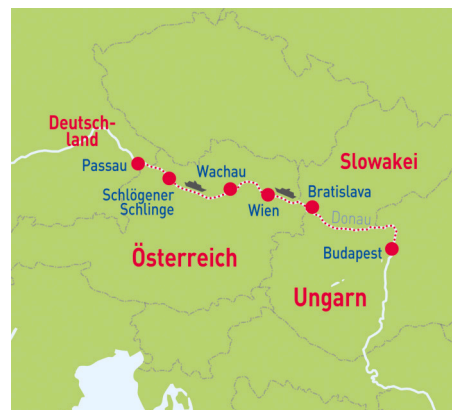 Deutsch-
land
Passau
Schlögener
Schlinge
Wachau
Wien
Slowakei
Bratislava
Donau
Budapest
Österreich
Ungarn